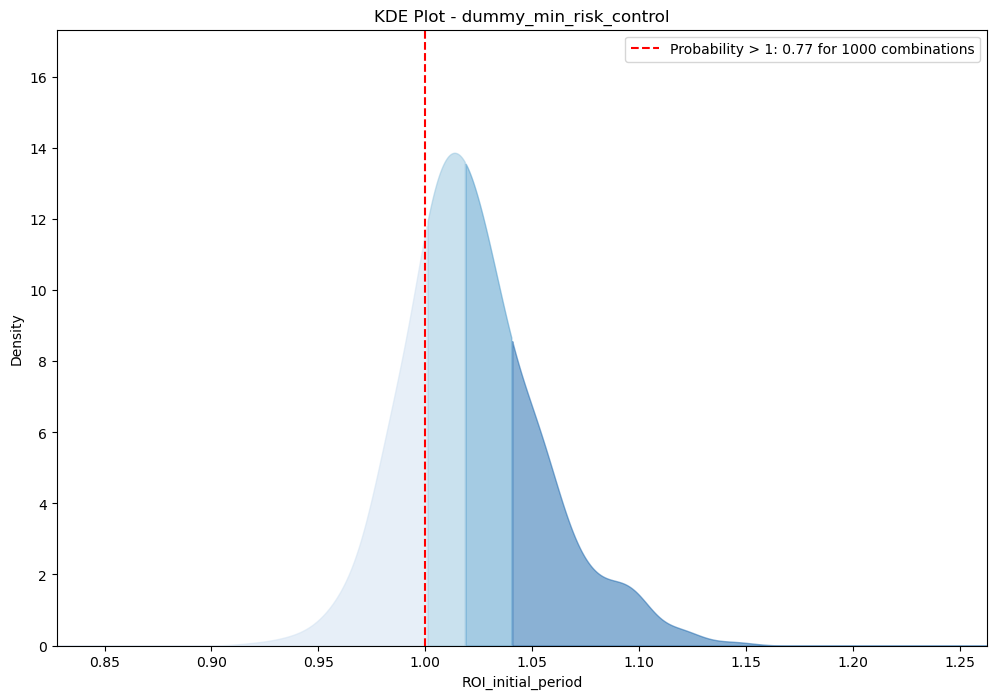 KDE Plot - dummy_min_risk_control
Probability > 1: 0.77 for 1000 combinations
Density
16
14
12
10
8
6
4
2
0
0.85 0.90 0.95 1.00 1.05 1.10 1.15 1.20 1.25
ROI_initial_period